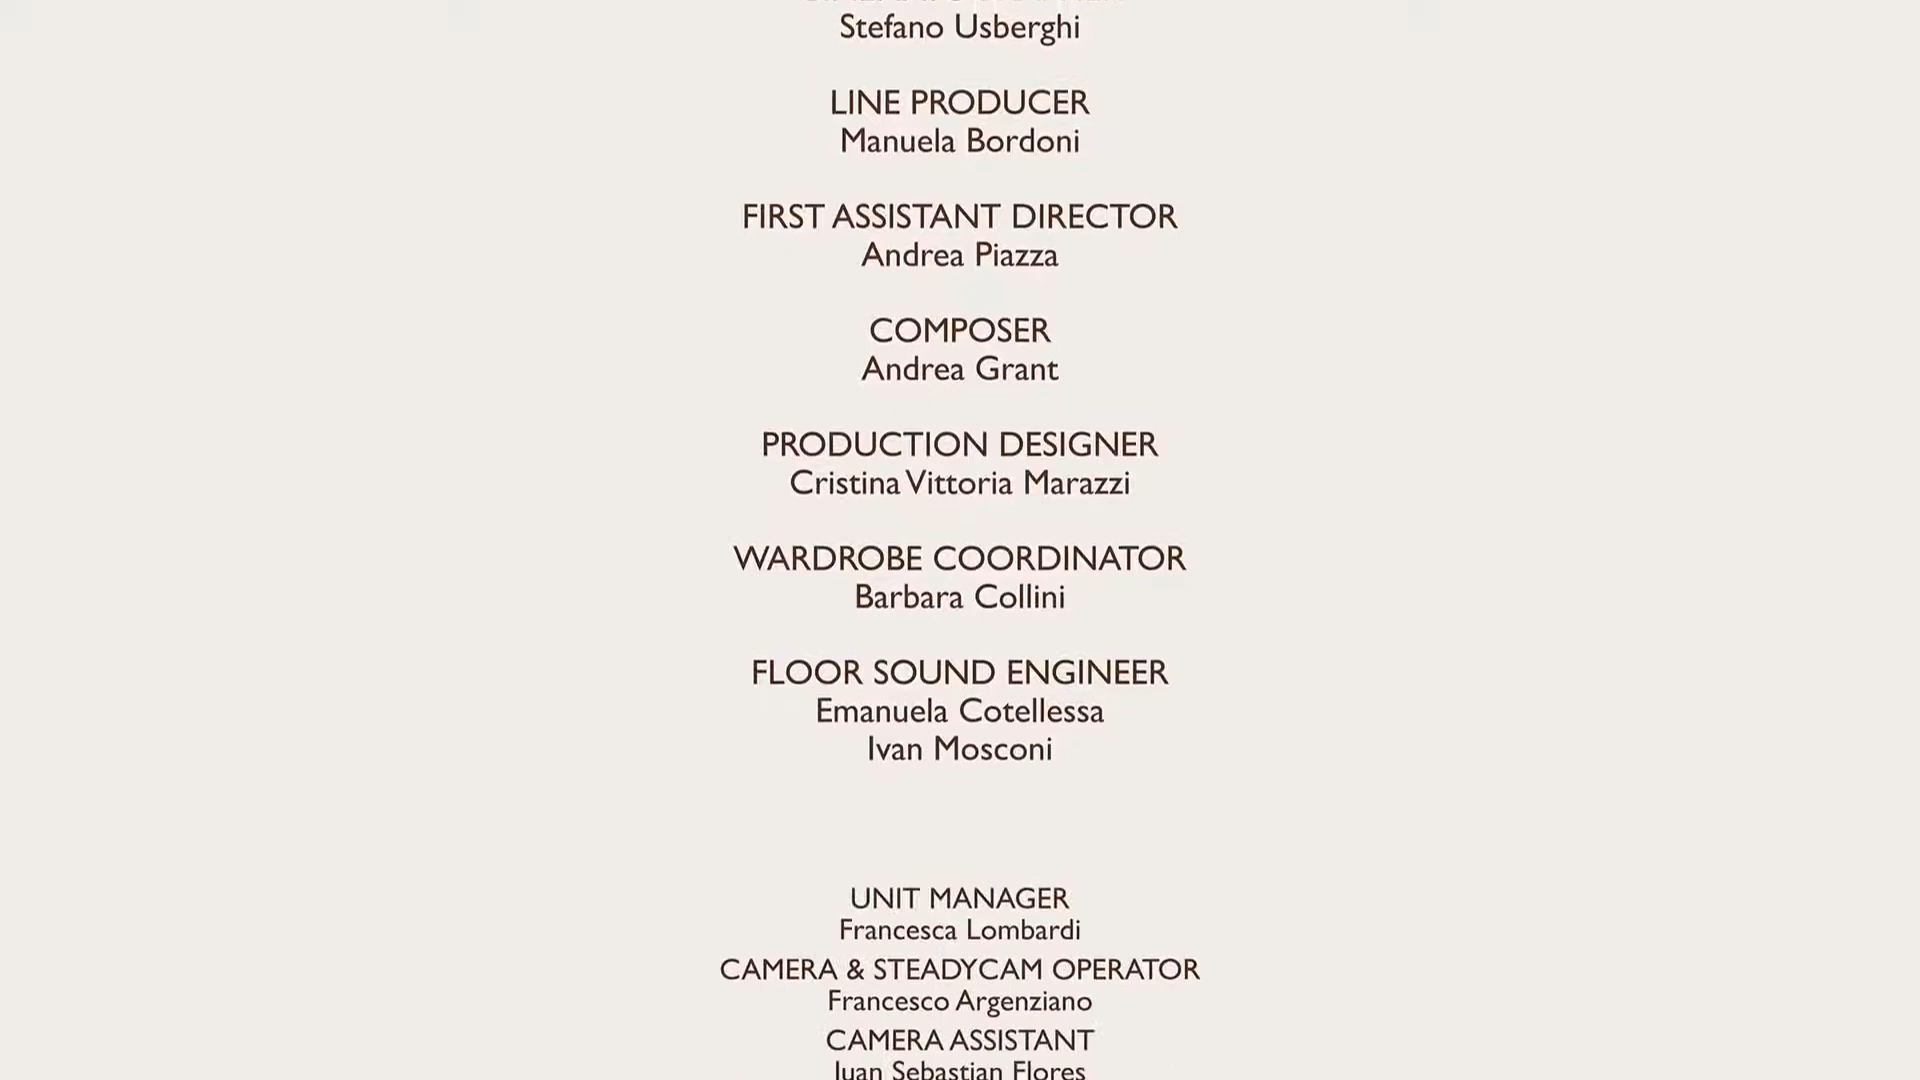 Stefano Usberghi
LINE PRODUCER
Manuela Bordoni
FIRST ASSISTANT DIRECTOR
Andrea Piazza
COMPOSER
Andrea Grant
PRODUCTION DESIGNER
Cristina Vittoria Marazzi
WARDROBE COORDINATOR
Barbara Collini
FLOOR SOUND ENGINEER
Emanuela Cotellessa
Ivan Mosconi
UNIT MANAGER
Francesca Lombardi
CAMERA & STEADYCAM OPERATOR
Francesco Argenziano
CAMERA ASSISTANT
Juan Sebastian Flores